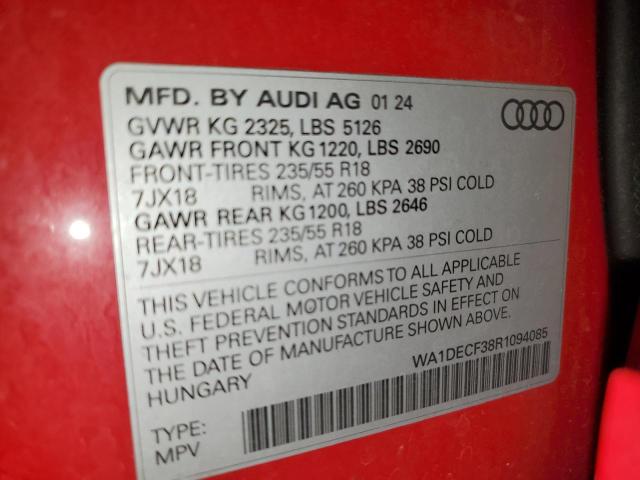 MFD. BY AUDI AG 01 24
GVWR KG 2325, LBS 5126
GAWR FRONT KG 1220, LBS 2690
FRONT-TIRES 235/55 R18
7JX18 RIMS, AT 260 KPA 38 PSI COLD
GAWR REAR KG 1200, LBS 2646
REAR-TIRES 235/55 R18
7JX18 RIMS, AT 260 KPA 38 PSI COLD
THIS VEHICLE CONFORMS TO ALL APPLICABLE
U.S. FEDERAL MOTOR VEHICLE SAFETY AND
THEFT PREVENTION STANDARDS IN EFFECT ON
THE DATE OF MANUFACTURE SHOWN ABOVE.
HUNGARY
WA1DECF38R1094085
TYPE:
MPV